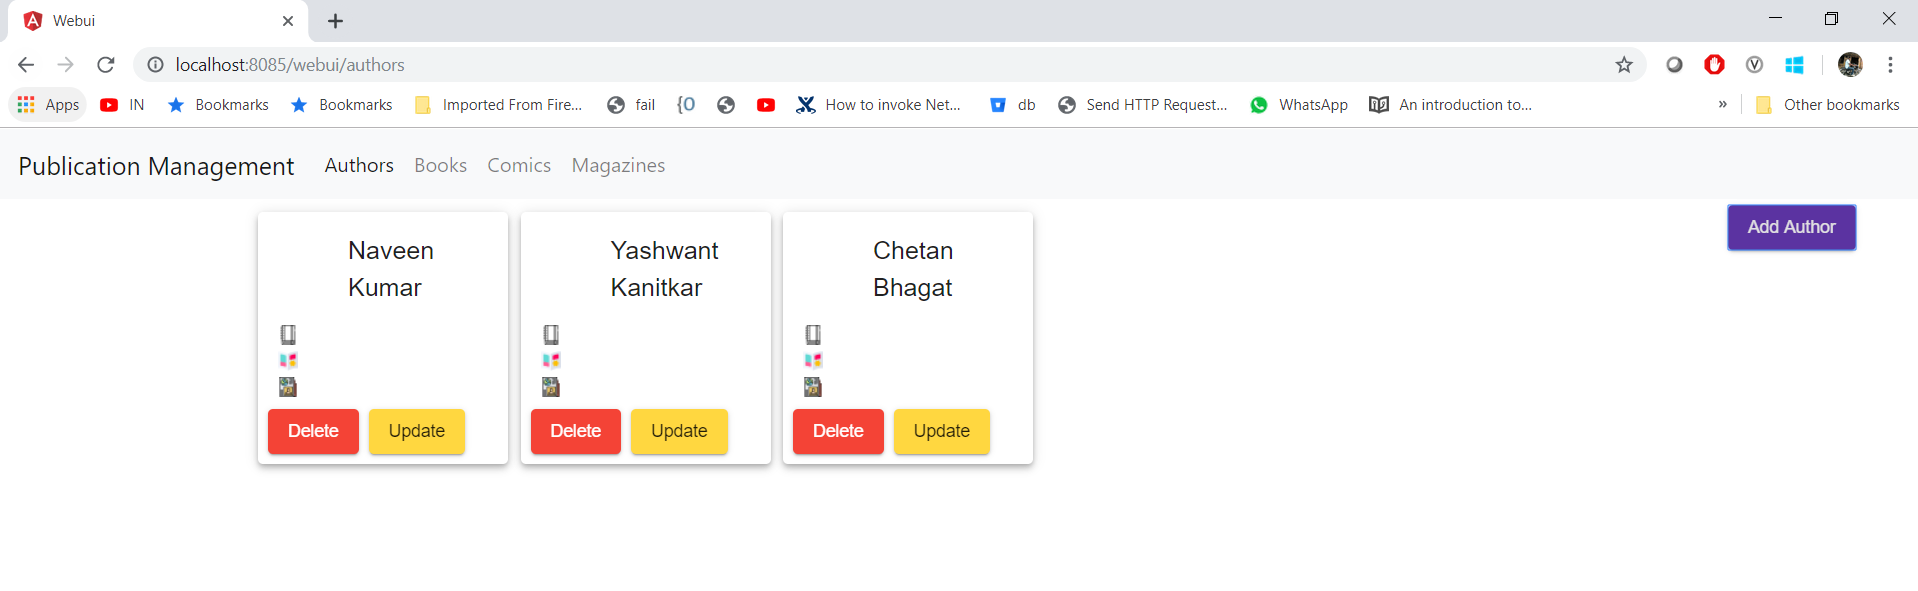 Webui
localhost:8085/webui/authors
Apps IN Bookmarks Bookmarks Imported From Fire... fail {O How to invoke Net... db Send HTTP Request... WhatsApp An introduction to... » Other bookmarks
Publication Management Authors Books Comics Magazines
Add Author
Naveen
Kumar
Delete Update
Yashwant
Kanitkar
Delete Update
Chetan
Bhagat
Delete Update